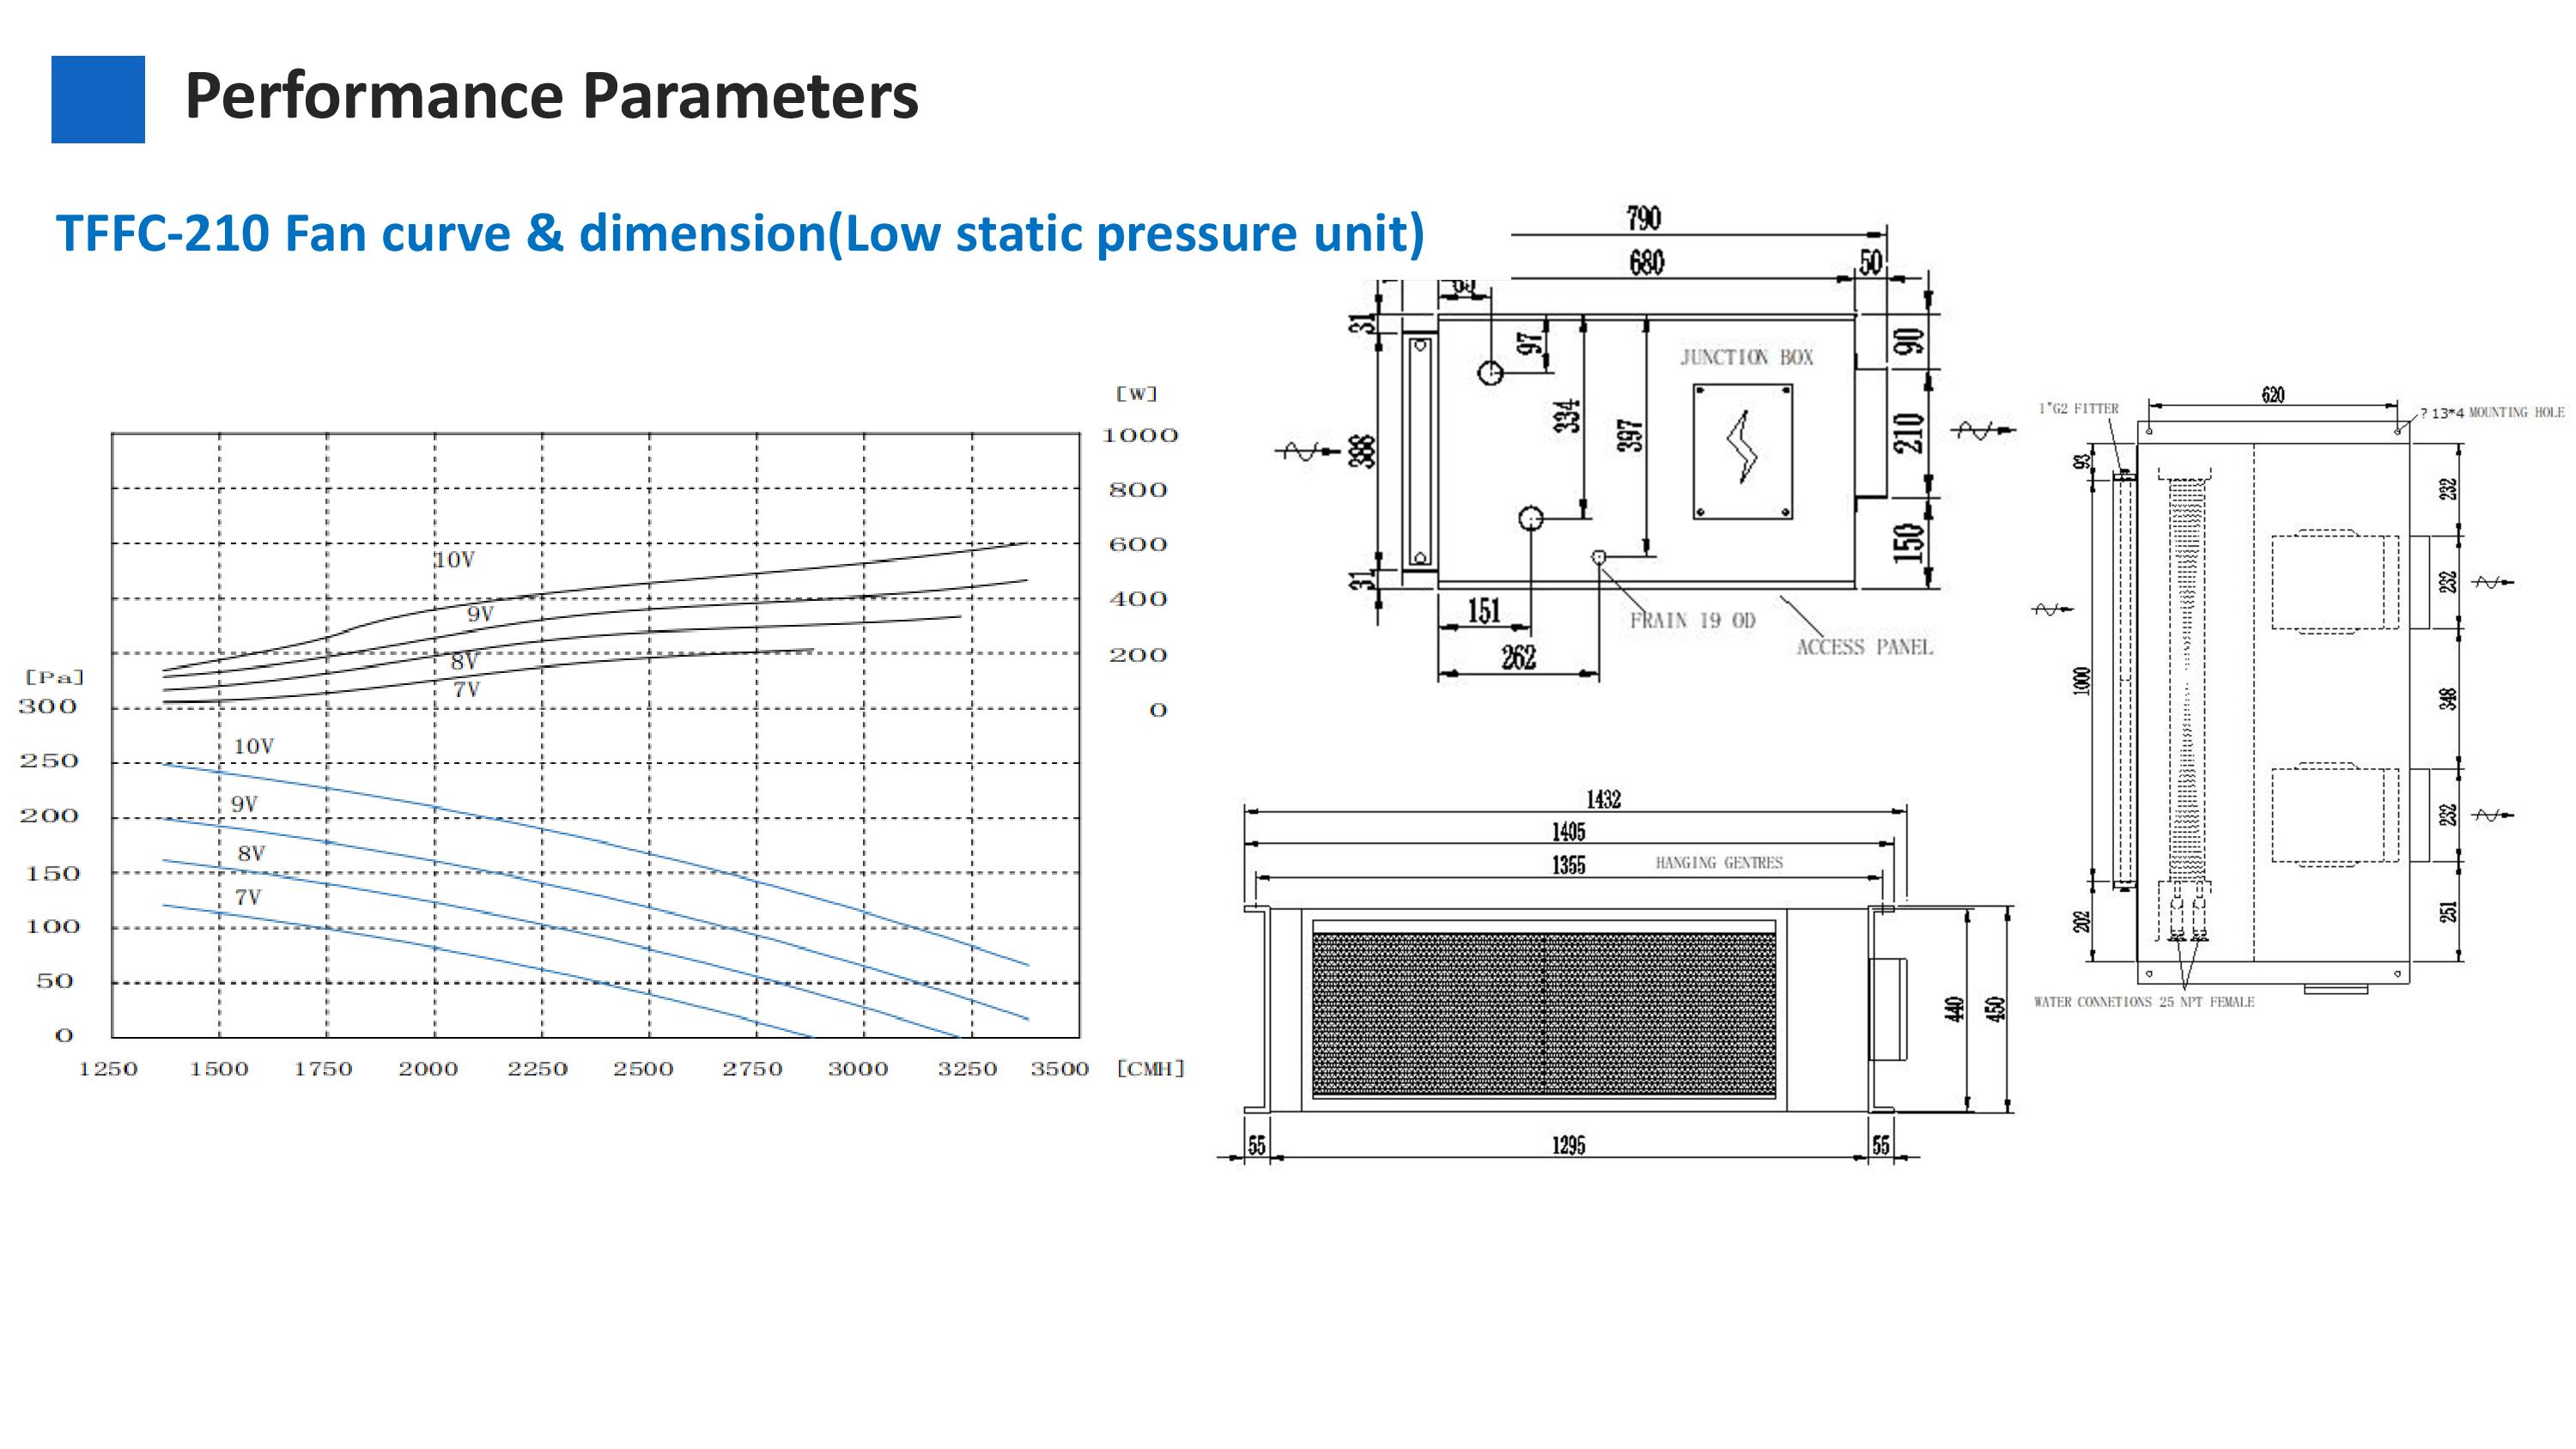 Performance Parameters
TFFC-210 Fan curve & dimension(Low static pressure unit)
[W]
1000
800
600
400
200
0
[Pa]
300
250
200
150
100
50
0
10V
9V
8V
7V
10V
9V
8V
7V
1250 1500 1750 2000 2250 2500 2750 3000 3250 3500 [CMH]
790
680
50
31
97
90
JUNCTION BOX
388
334
397
210
150
31
151
262
FRAIN 19 OD
ACCESS PANEL
1432
1405
1355
HANGING GENTRES
440
450
55
1295
55
620
1"G2 FITTER
? 13*4 MOUNTING HOLE
93
232
232
1000
348
232
202
251
WATER CONNETIONS 25 NPT FEMALE